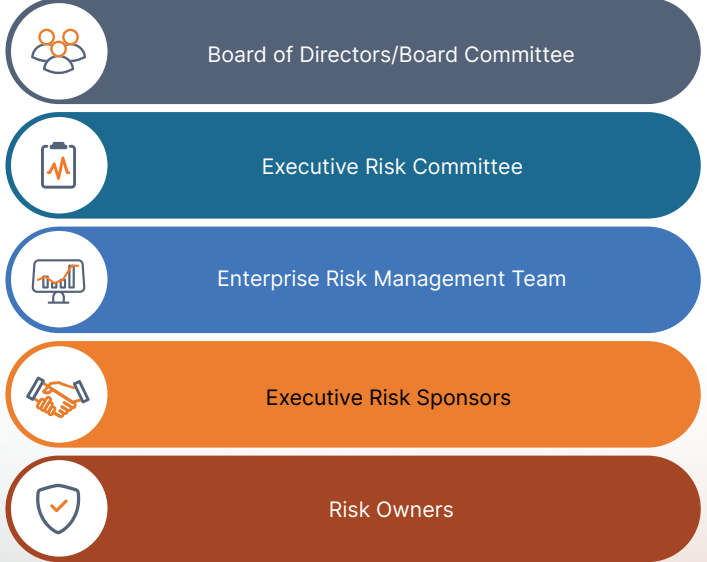 Board of Directors/Board Committee
Executive Risk Committee
Enterprise Risk Management Team
Executive Risk Sponsors
Risk Owners